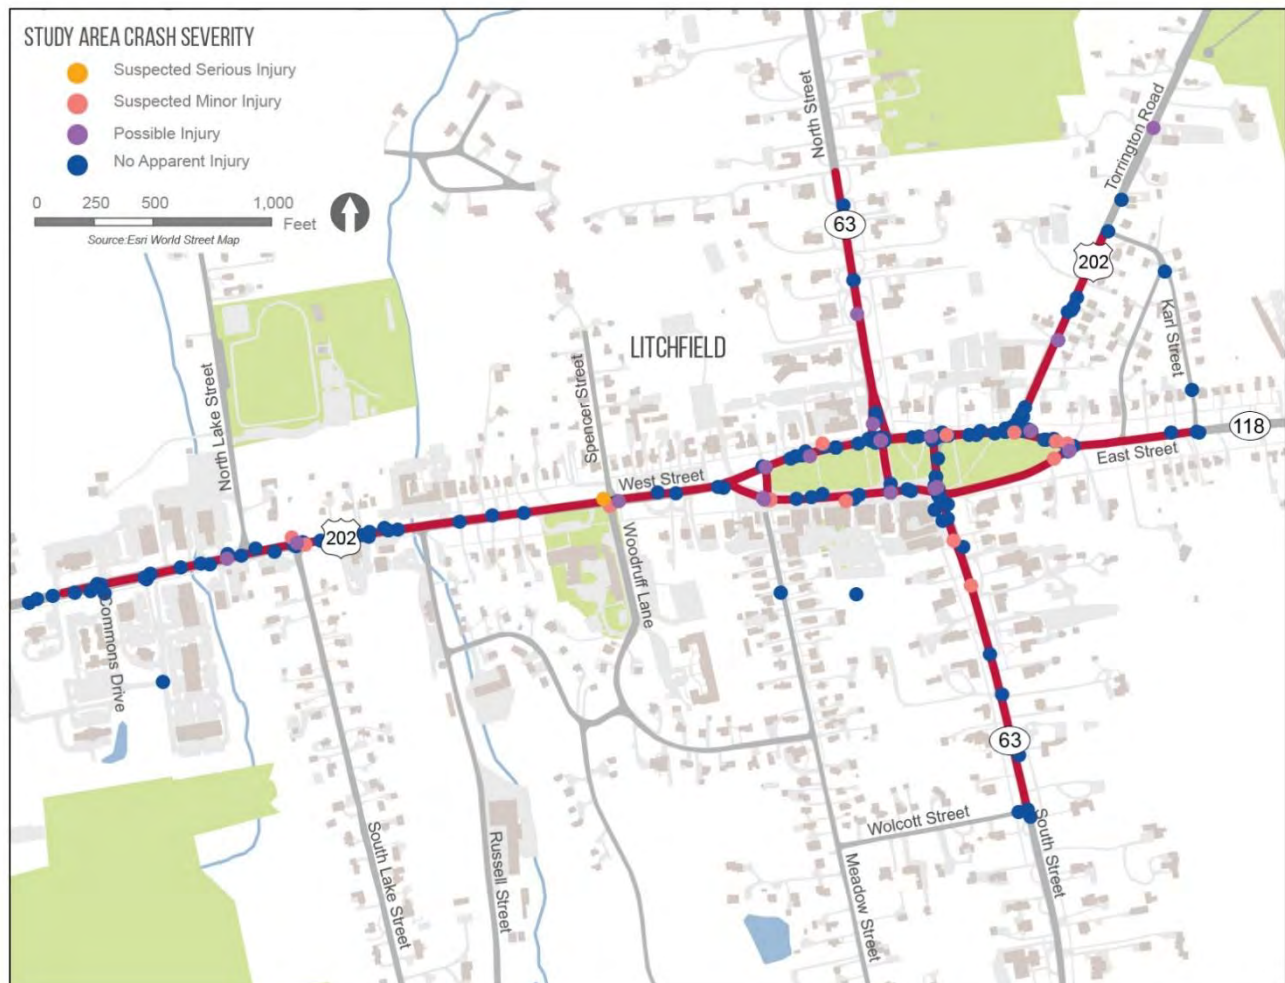 STUDY AREA CRASH SEVERITY
Suspected Serious Injury
Suspected Minor Injury
Possible Injury
No Apparent Injury
0 250 500 1,000
Feet
Source:Esri World Street Map
North Street
63
Torrington Road
202
Karl Street
118
East Street
LITCHFIELD
Spencer Street
North Lake Street
West Street
202
Woodruff Lane
Commons Drive
63
Wolcott Street
South Street
South Lake Street
Russell Street
Meadow Street